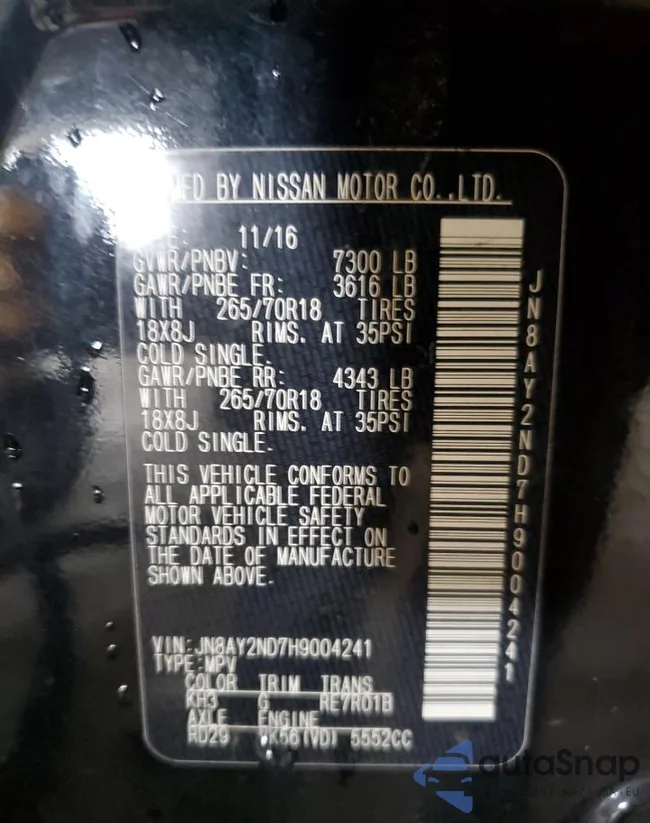 MFD BY NISSAN MOTOR CO.,LTD.
11/16
GVWR/PNBV: 7300 LB
GAWR/PNBE FR: 3616 LB
WITH 265/70R18 TIRES
18X8J RIMS. AT 35PSI
COLD SINGLE.
GAWR/PNBE RR: 4343 LB
WITH 265/70R18 TIRES
18X8J RIMS. AT 35PSI
COLD SINGLE.
THIS VEHICLE CONFORMS TO
ALL APPLICABLE FEDERAL
MOTOR VEHICLE SAFETY
STANDARDS IN EFFECT ON
THE DATE OF MANUFACTURE
SHOWN ABOVE.
VIN:JN8AY2ND7H9004241
TYPE:MPV
COLOR TRIM TRANS
KH3 G RE7R01B
AXLE ENGINE
RD29 VK56(VD) 5552CC
JN8AY2ND7H9004241
autoSnap